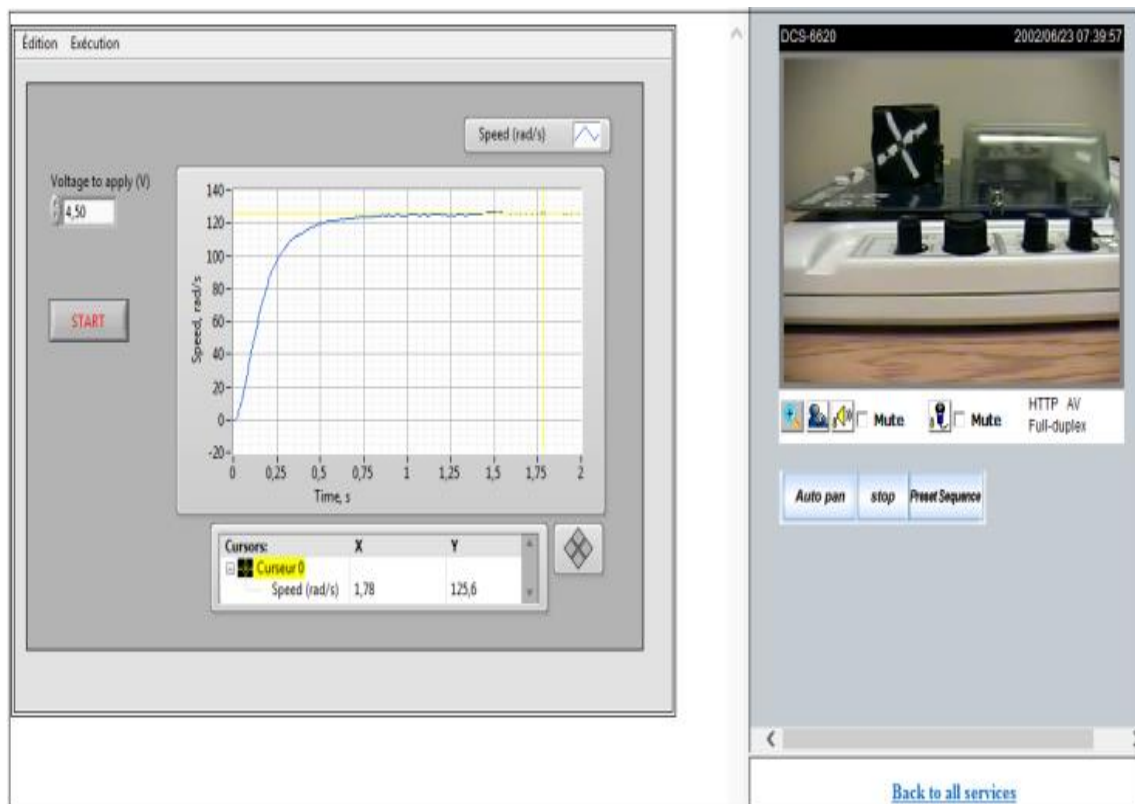 Édition Exécution
Speed (rad/s)
Voltage to apply (V)
4,50
START
140
120
100
80
60
40
20
0
-20
Speed, rad/s
0 0,25 0,5 0,75 1 1,25 1,5 1,75 2
Time, s
Cursors: X Y
Curseur 0
Speed (rad/s) 1,78 125,6
DCS-6620 2002/06/23 07:39:57
Mute Mute HTTP AV
Full-duplex
Auto pan stop Preset Sequence
Back to all services